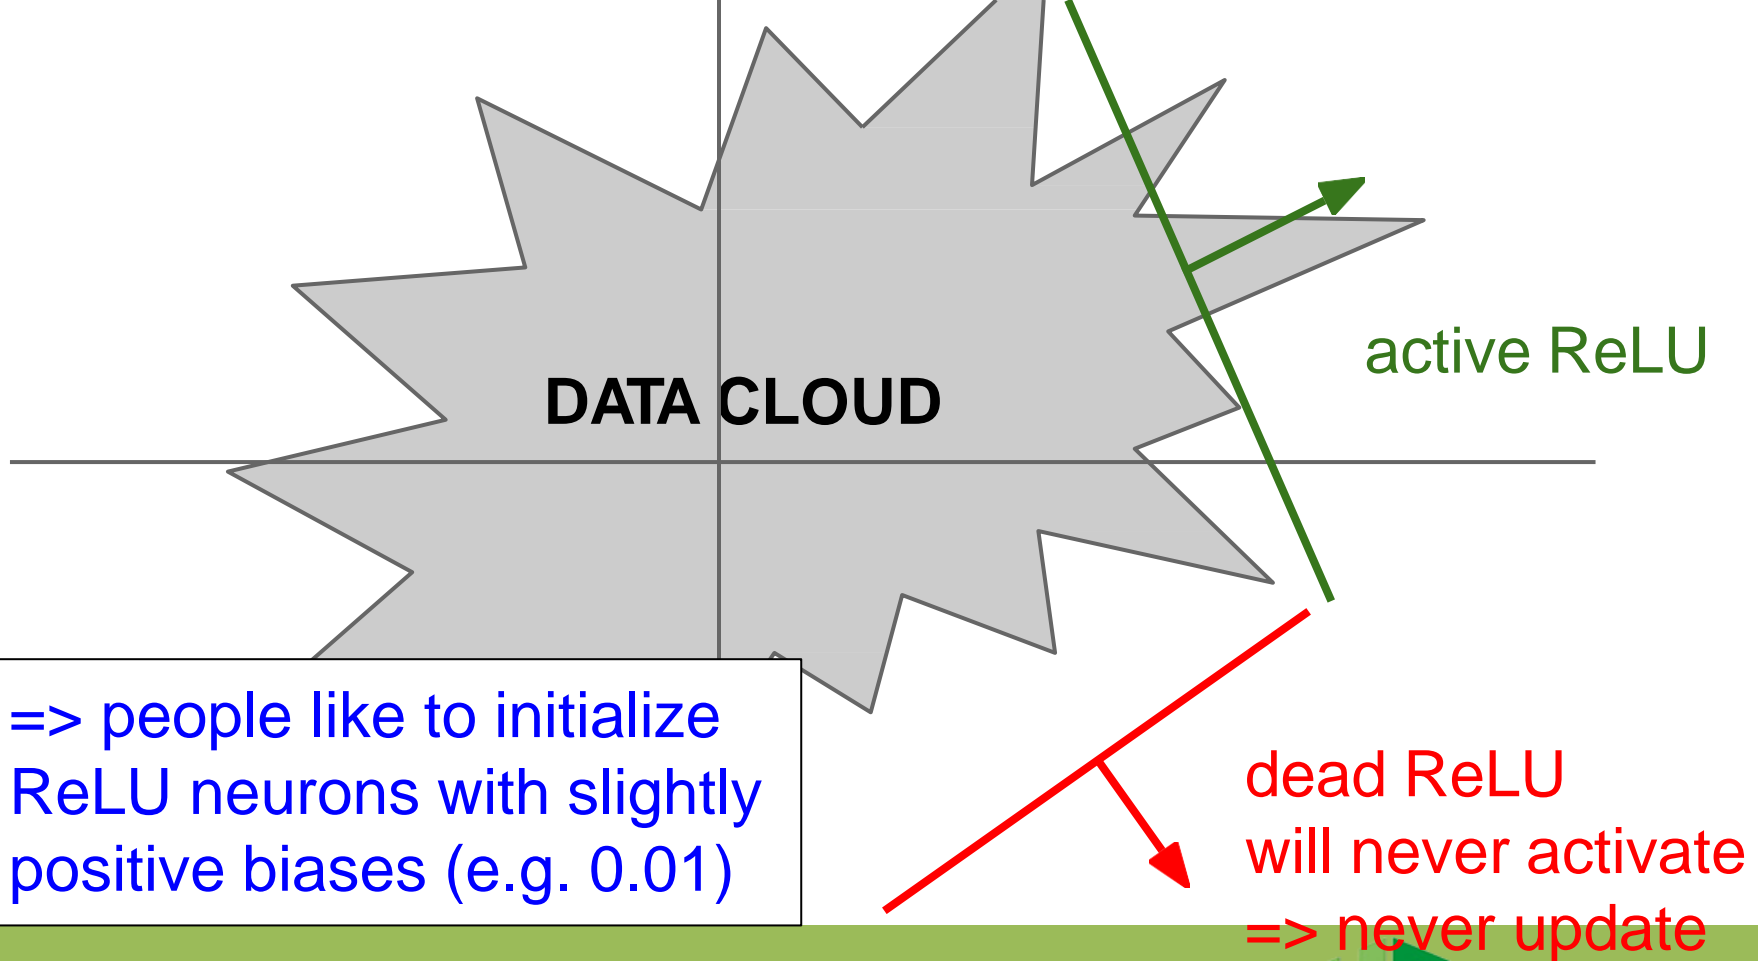 DATA CLOUD
active ReLU
=> people like to initialize
ReLU neurons with slightly
positive biases (e.g. 0.01)
dead ReLU
will never activate
=> never update